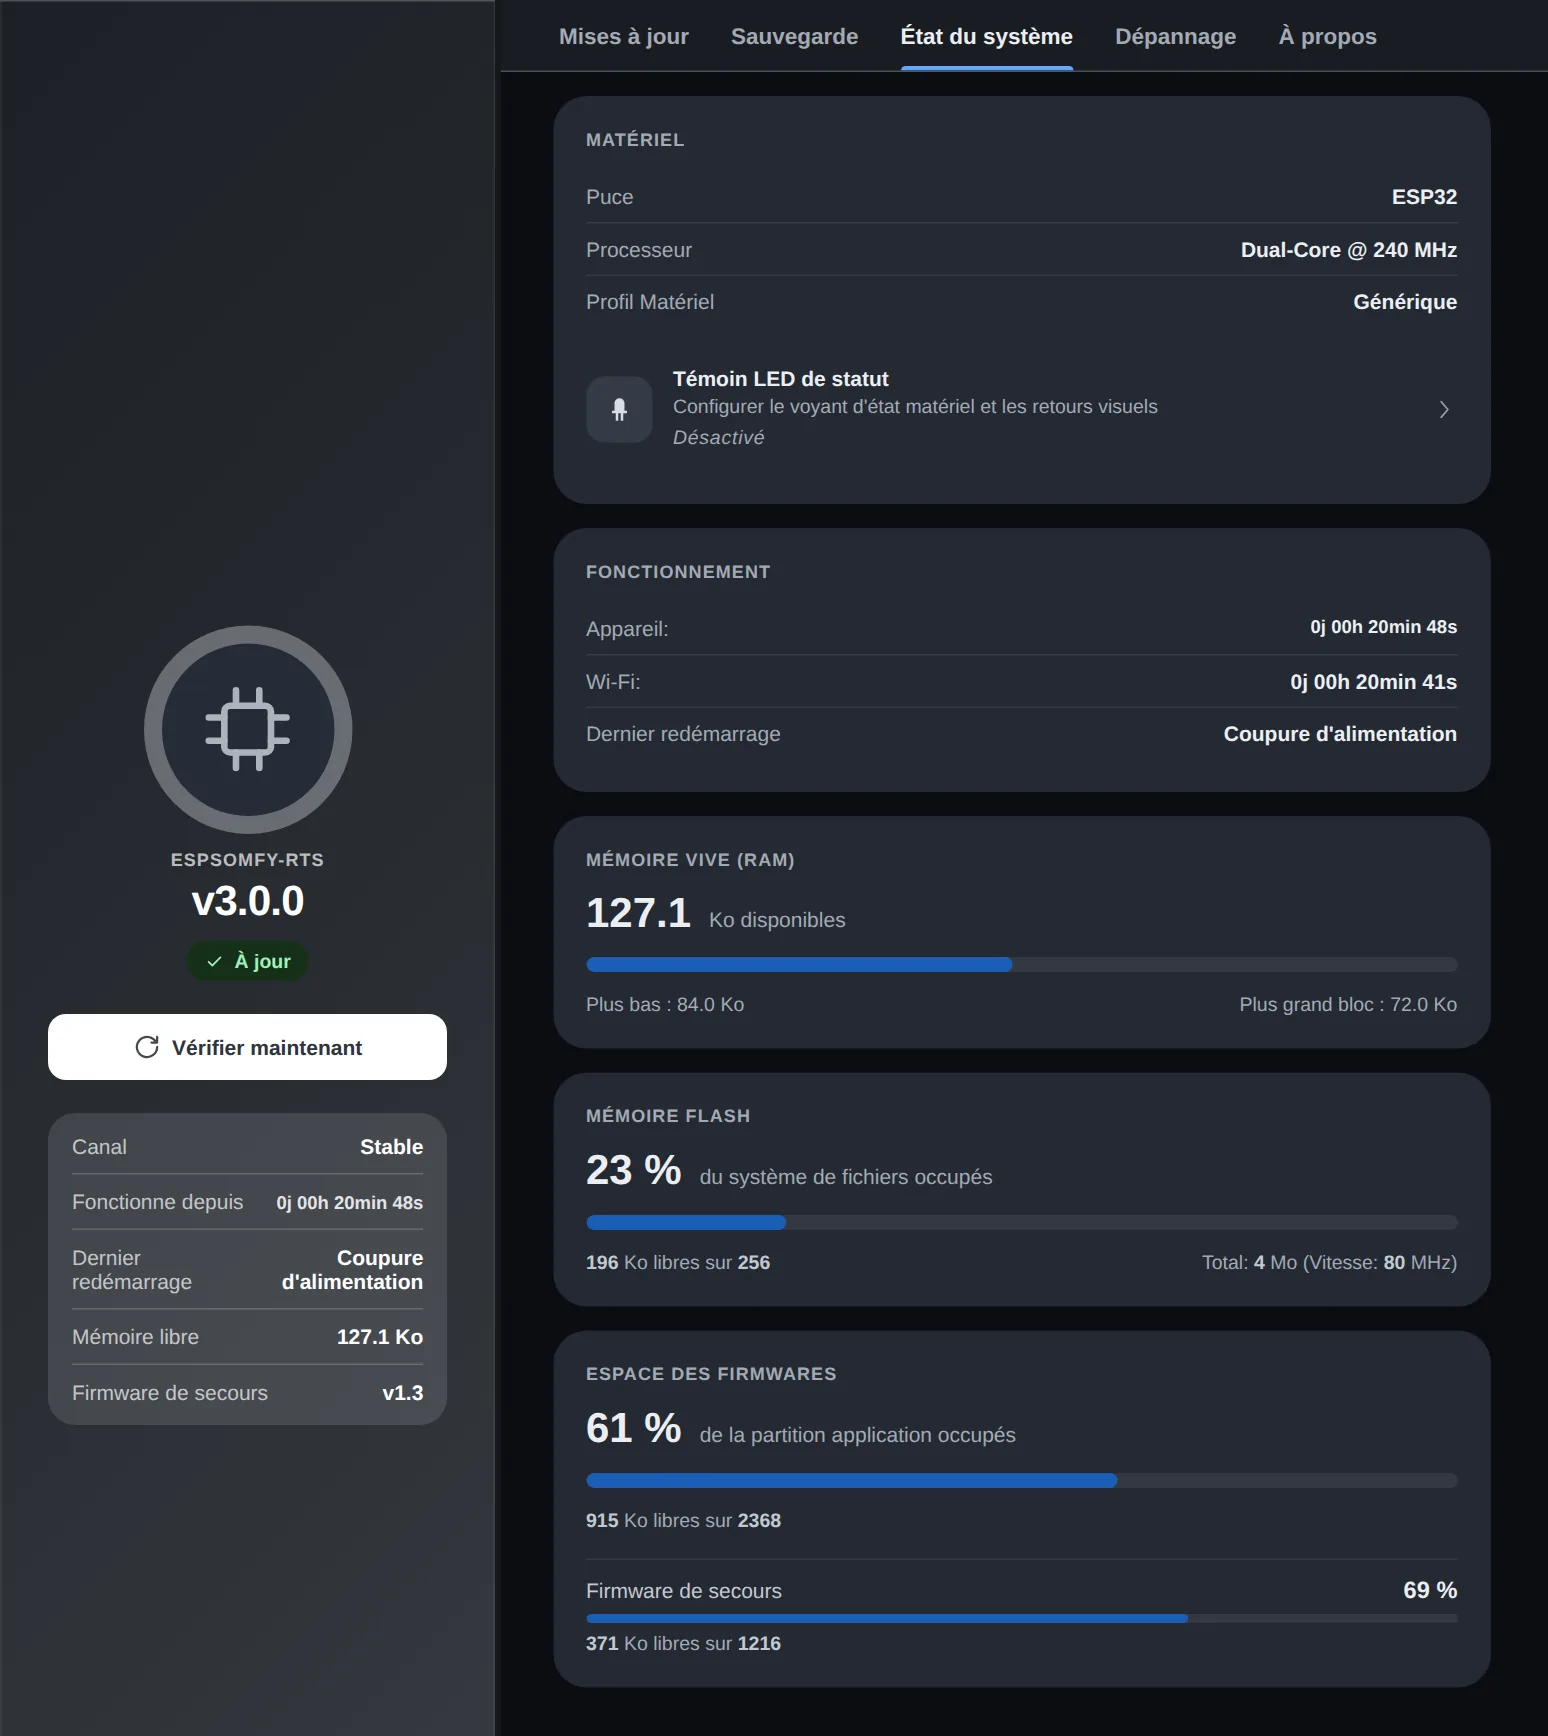 Mises à jour
Sauvegarde
État du système
Dépannage
À propos
ESPSOMFY-RTS
v3.0.0
À jour
Vérifier maintenant
Canal Stable
Fonctionne depuis 0j 00h 20min 48s
Dernier redémarrage Coupure d'alimentation
Mémoire libre 127.1 Ko
Firmware de secours v1.3
MATÉRIEL
Puce ESP32
Processeur Dual-Core @ 240 MHz
Profil Matériel Générique
Témoin LED de statut
Configurer le voyant d'état matériel et les retours visuels
Désactivé
FONCTIONNEMENT
Appareil: 0j 00h 20min 48s
Wi-Fi: 0j 00h 20min 41s
Dernier redémarrage Coupure d'alimentation
MÉMOIRE VIVE (RAM)
127.1 Ko disponibles
Plus bas : 84.0 Ko Plus grand bloc : 72.0 Ko
MÉMOIRE FLASH
23 % du système de fichiers occupés
196 Ko libres sur 256 Total: 4 Mo (Vitesse: 80 MHz)
ESPACE DES FIRMWARES
61 % de la partition application occupés
915 Ko libres sur 2368
Firmware de secours 69 %
371 Ko libres sur 1216